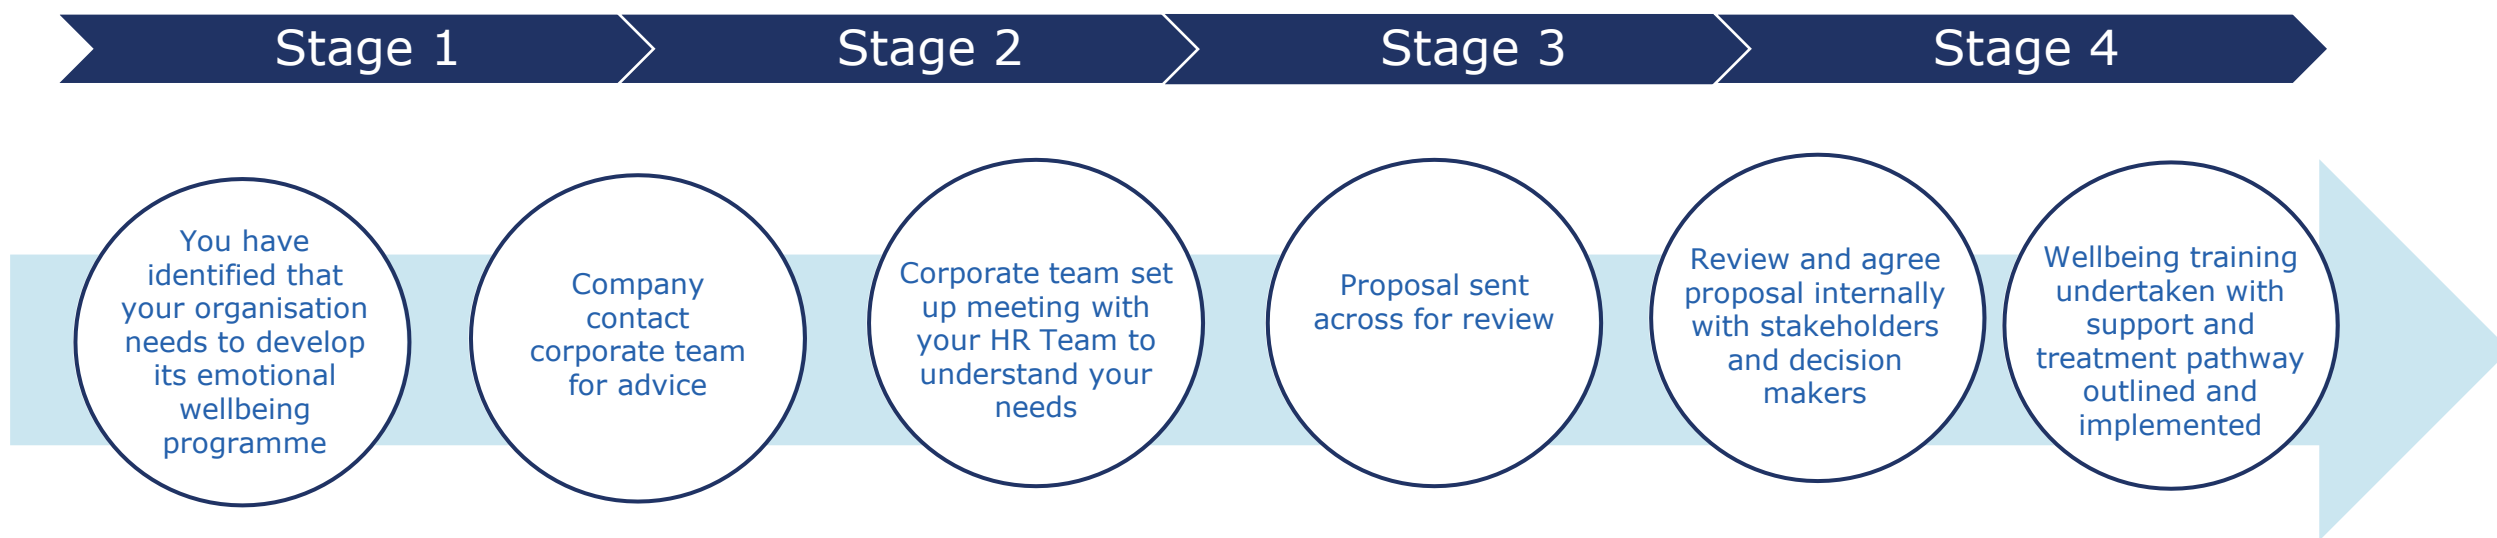 Stage 1
Stage 2
Stage 3
Stage 4
You have
identified that
your organisation
needs to develop
its emotional
wellbeing
programme
Company
contact
corporate team
for advice
Corporate team set
up meeting with
your HR Team to
understand your
needs
Proposal sent
across for review
Review and agree
proposal internally
with stakeholders
and decision
makers
Wellbeing training
undertaken with
support and
treatment pathway
outlined and
implemented